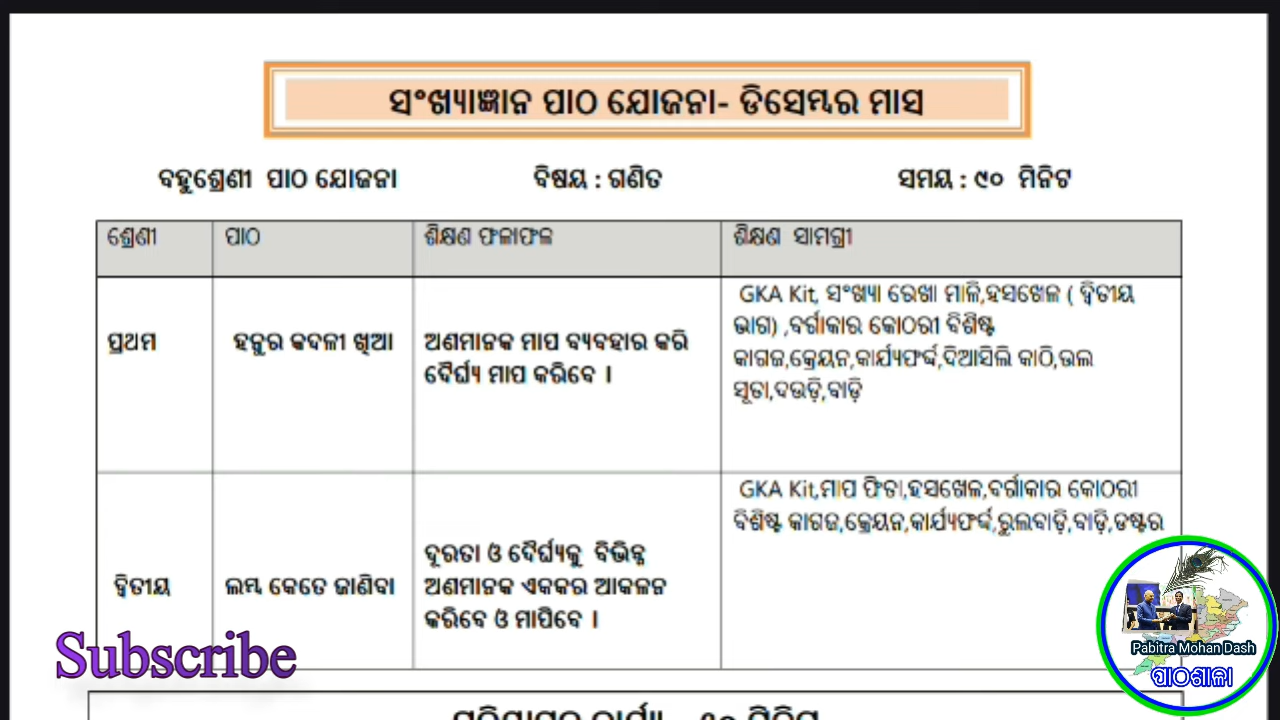 ସଂଖ୍ୟାଜ୍ଞାନ ପାଠ ଯୋଜନା- ଡିସେମ୍ବର ମାସ
ବହୁଶ୍ରେଣୀ ପାଠ ଯୋଜନା ବିଷୟ : ଗଣିତ ସମୟ : ୯୦ ମିନିଟ
ଶ୍ରେଣୀ ପାଠ ଶିକ୍ଷଣ ଫଳାଫଳ ଶିକ୍ଷଣ ସାମଗ୍ରୀ
ପ୍ରଥମ
ହନୁର କଦଳୀ ଖିଆ
ଅଣମାନକ ମାପ ବ୍ୟବହାର କରି
ଦୈର୍ଘ୍ୟ ମାପ କରିବେ ।
GKA Kit, ସଂଖ୍ୟା ରେଖା ମାଳି,ହସଖେଳ ( ଦ୍ଵିତୀୟ
ଭାଗ) ,ବର୍ଗାକାର କୋଠରୀ ବିଶିଷ୍ଟ
କାଗଜ,କ୍ରେୟନ,କାର୍ଯ୍ୟଫର୍ଦ୍ଦ,ଦିଆସିଲି କାଠି,ଉଲ
ସୂତା,ଦଉଡ଼ି,ବାଡ଼ି
ଦ୍ଵିତୀୟ
ଲମ୍ବ କେତେ ଜାଣିବା
ଦୂରତା ଓ ଦୈର୍ଘ୍ୟକୁ ବିଭିନ୍ନ
ଅଣମାନକ ଏକକର ଆକଳନ
କରିବେ ଓ ମାପିବେ ।
GKA Kit,ମାପ ଫିତା,ହସଖେଳ,ବର୍ଗାକାର କୋଠରୀ
ବିଶିଷ୍ଟ କାଗଜ,କ୍ରେୟନ,କାର୍ଯ୍ୟଫର୍ଦ୍ଦ,ରୁଲବାଡ଼ି,ବାଡ଼ି,ଡଷ୍ଟର
Subscribe
Pabitra Mohan Dash
ପାଠଶାଳା